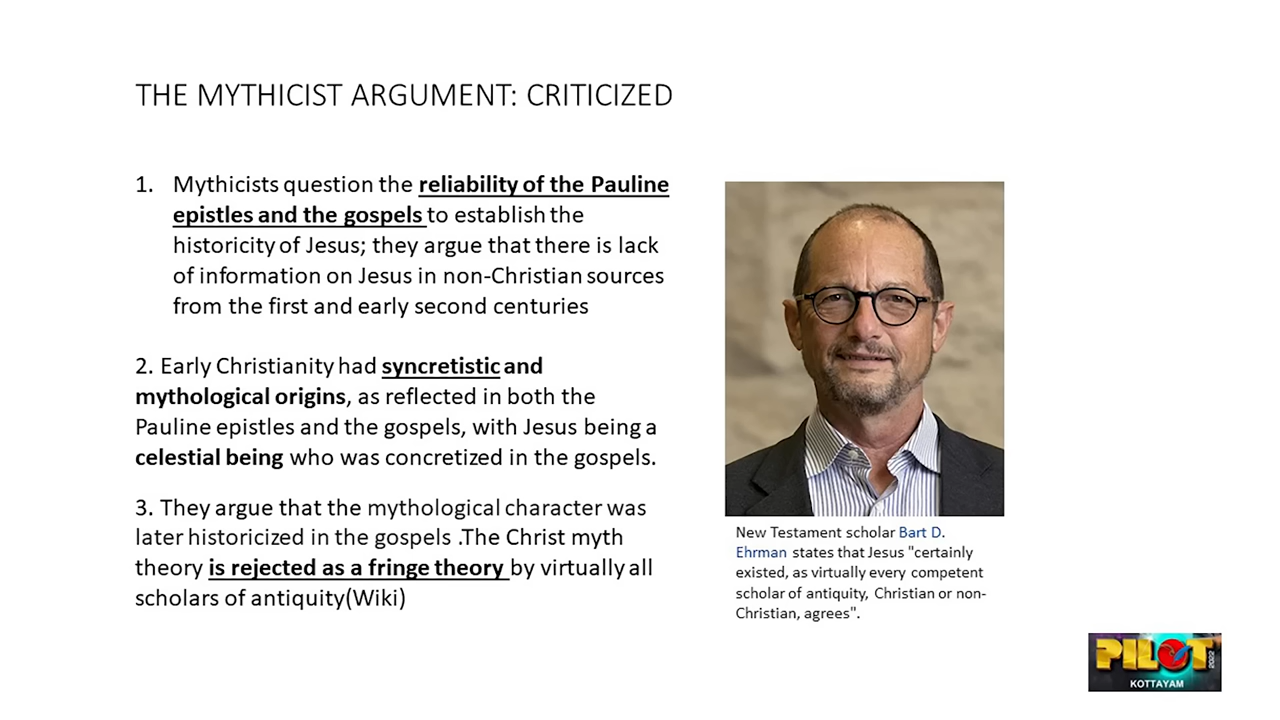 THE MYTHICIST ARGUMENT: CRITICIZED
1. Mythicists question the reliability of the Pauline
epistles and the gospels to establish the
historicity of Jesus; they argue that there is lack
of information on Jesus in non-Christian sources
from the first and early second centuries
2. Early Christianity had syncretistic and
mythological origins, as reflected in both the
Pauline epistles and the gospels, with Jesus being a
celestial being who was concretized in the gospels.
3. They argue that the mythological character was
later historicized in the gospels .The Christ myth
theory is rejected as a fringe theory by virtually all
scholars of antiquity(Wiki)
New Testament scholar Bart D.
Ehrman states that Jesus "certainly
existed, as virtually every competent
scholar of antiquity, Christian or non-
Christian, agrees".
PILOT
2022
KOTTAYAM